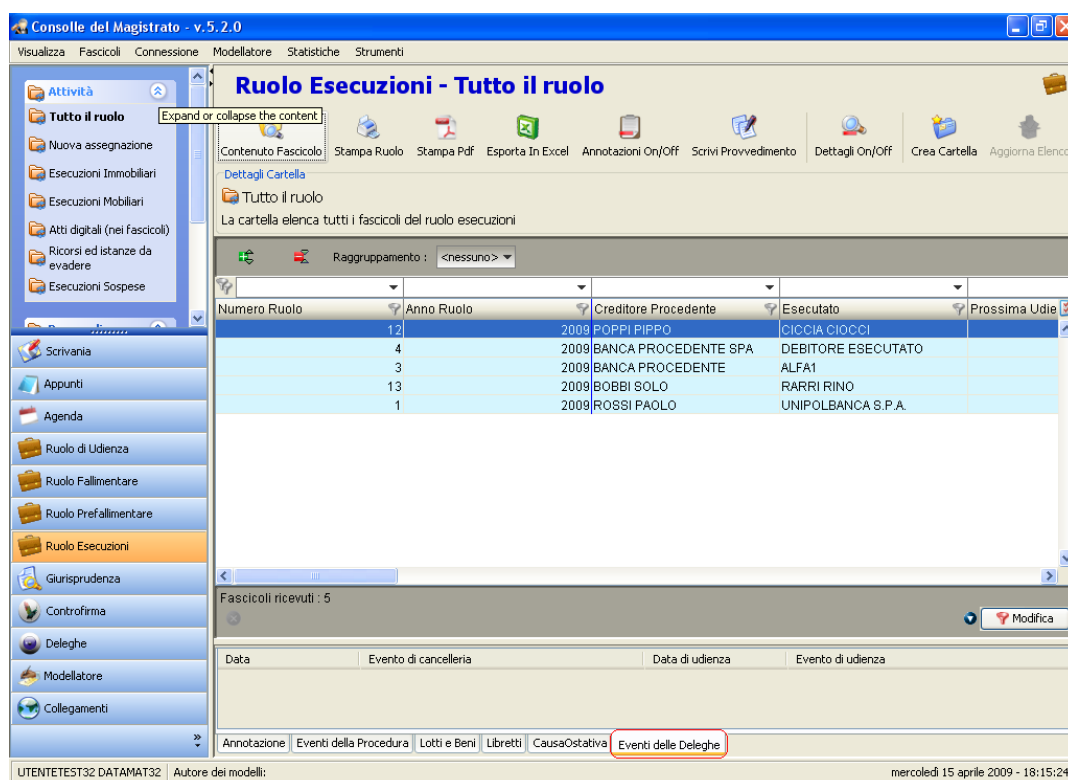 Consolle del Magistrato - v.5.2.0
Visualizza Fascicoli Connessione Modellatore Statistiche Strumenti
Attività
Tutto il ruolo
Nuova assegnazione
Esecuzioni Immobiliari
Esecuzioni Mobiliari
Atti digitali (nei fascicoli)
Ricorsi ed istanze da
evadere
Esecuzioni Sospese
Scrivania
Appunti
Agenda
Ruolo di Udienza
Ruolo Fallimentare
Ruolo Prefallimentare
Ruolo Esecuzioni
Giurisprudenza
Controfirma
Deleghe
Modellatore
Collegamenti
Ruolo Esecuzioni - Tutto il ruolo
Expand or collapse the content
Contenuto Fascicolo Stampa Ruolo Stampa Pdf Esporta In Excel Annotazioni On/Off Scrivi Provvedimento Dettagli On/Off Crea Cartella Aggiorna Elenco
Dettagli Cartella
Tutto il ruolo
La cartella elenca tutti i fascicoli del ruolo esecuzioni
Raggruppamento : <nessuno>
Numero Ruolo Anno Ruolo Creditore Procedente Esecutato Prossima Udie
12 2009 POPPI PIPPO CICCIA CIOCCI
4 2009 BANCA PROCEDENTE SPA DEBITORE ESECUTATO
3 2009 BANCA PROCEDENTE ALFA1
13 2009 BOBBI SOLO RARRI RINO
1 2009 ROSSI PAOLO UNIPOLBANCA S.P.A.
Fascicoli ricevuti : 5
Modifica
Data Evento di cancelleria Data di udienza Evento di udienza
Annotazione Eventi della Procedura Lotti e Beni Libretti CausaOstativa Eventi delle Deleghe
UTENTETEST32 DATAMAT32 Autore dei modelli: mercoledì 15 aprile 2009 - 18:15:24